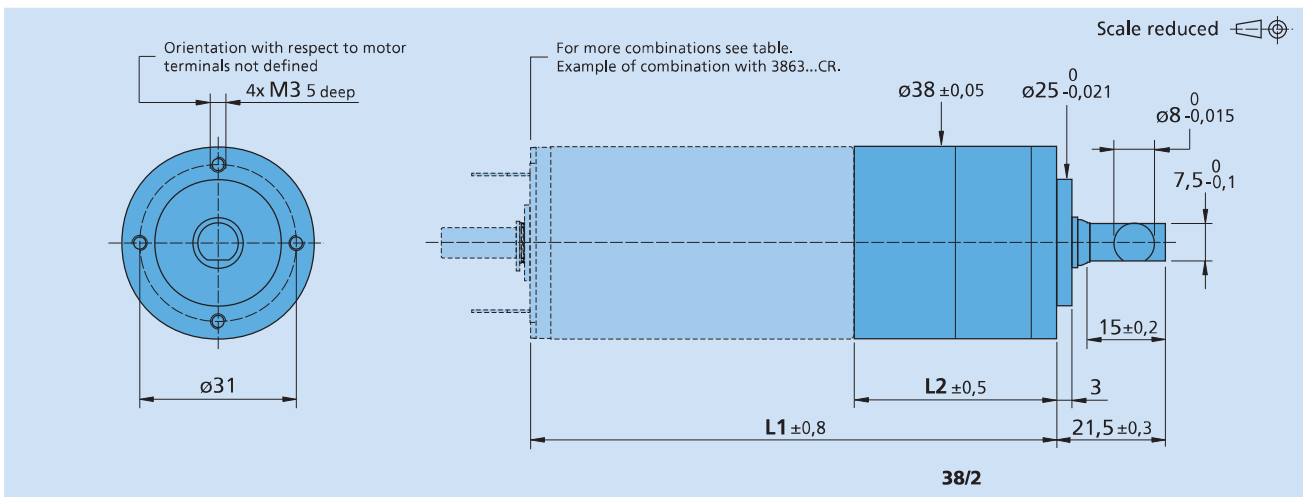 Scale reduced
Orientation with respect to motor
terminals not defined
4x M3 5 deep
For more combinations see table.
Example of combination with 3863...CR.
ø38 ±0,05
0
ø25 -0,021
0
ø8 -0,015
0
7,5 -0,1
15±0,2
ø31
L2 ±0,5
3
L1 ±0,8
21,5 ±0,3
38/2